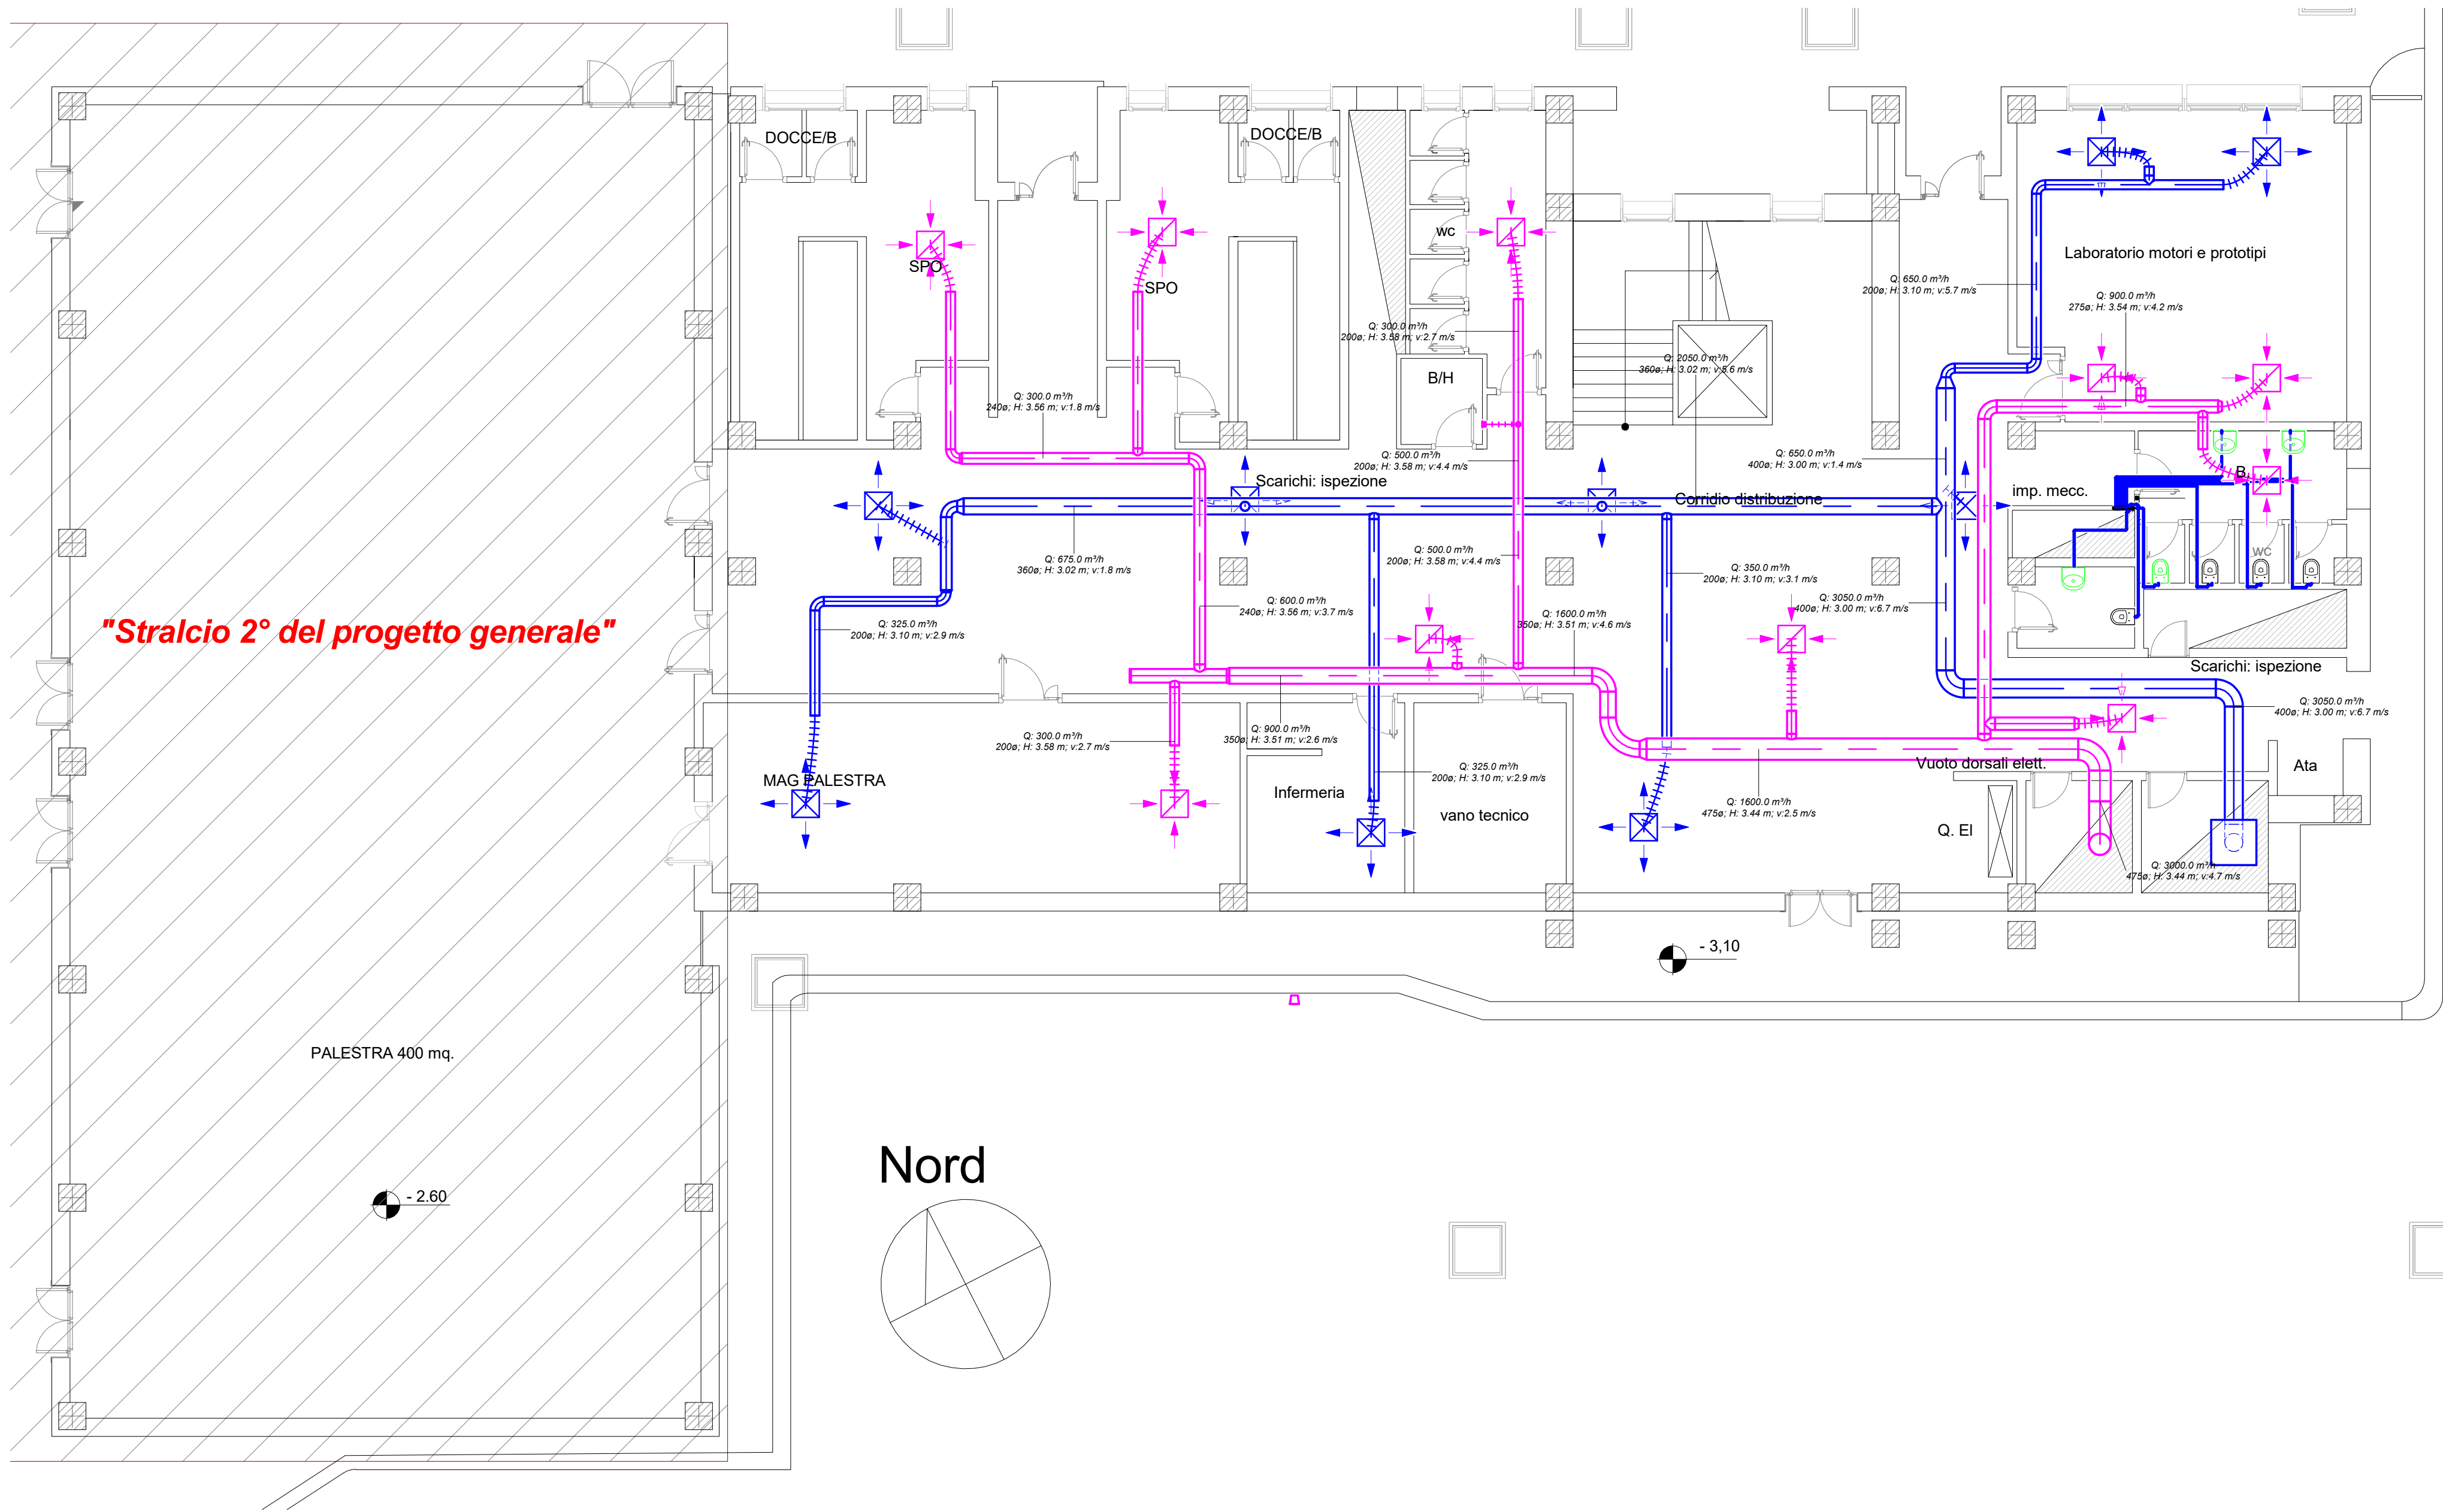 DOCCE/B
DOCCE/B
wc
SPO
SPO
Laboratorio motori e prototipi
Q: 650.0 m³/h
200ø; H: 3.10 m; v:5.7 m/s
Q: 900.0 m³/h
275ø; H: 3.54 m; v:4.2 m/s
Q: 300.0 m³/h
200ø; H: 3.58 m; v:2.7 m/s
Q: 2050.0 m³/h
360ø; H: 3.02 m; v:5.6 m/s
B/H
Q: 300.0 m³/h
240ø; H: 3.56 m; v:1.8 m/s
Q: 500.0 m³/h
200ø; H: 3.58 m; v:4.4 m/s
Q: 650.0 m³/h
400ø; H: 3.00 m; v:1.4 m/s
Scarichi: ispezione
Corridio distribuzione
imp. mecc.
B.
WC
Q: 675.0 m³/h
360ø; H: 3.02 m; v:1.8 m/s
Q: 500.0 m³/h
200ø; H: 3.58 m; v:4.4 m/s
Q: 350.0 m³/h
200ø; H: 3.10 m; v:3.1 m/s
Q: 600.0 m³/h
240ø; H: 3.56 m; v:3.7 m/s
Q: 1600.0 m³/h
350ø; H: 3.51 m; v:4.6 m/s
Q: 3050.0 m³/h
400ø; H: 3.00 m; v:6.7 m/s
"Stralcio 2° del progetto generale"
Q: 325.0 m³/h
200ø; H: 3.10 m; v:2.9 m/s
Scarichi: ispezione
Q: 3050.0 m³/h
400ø; H: 3.00 m; v:6.7 m/s
Q: 300.0 m³/h
200ø; H: 3.58 m; v:2.7 m/s
Q: 900.0 m³/h
350ø; H: 3.51 m; v:2.6 m/s
Q: 325.0 m³/h
200ø; H: 3.10 m; v:2.9 m/s
Vuoto dorsali elett.
Ata
MAG PALESTRA
Infermeria
vano tecnico
Q: 1600.0 m³/h
475ø; H: 3.44 m; v:2.5 m/s
Q. El
Q: 3000.0 m³/h
475ø; H: 3.44 m; v:4.7 m/s
- 3,10
PALESTRA 400 mq.
Nord
- 2.60